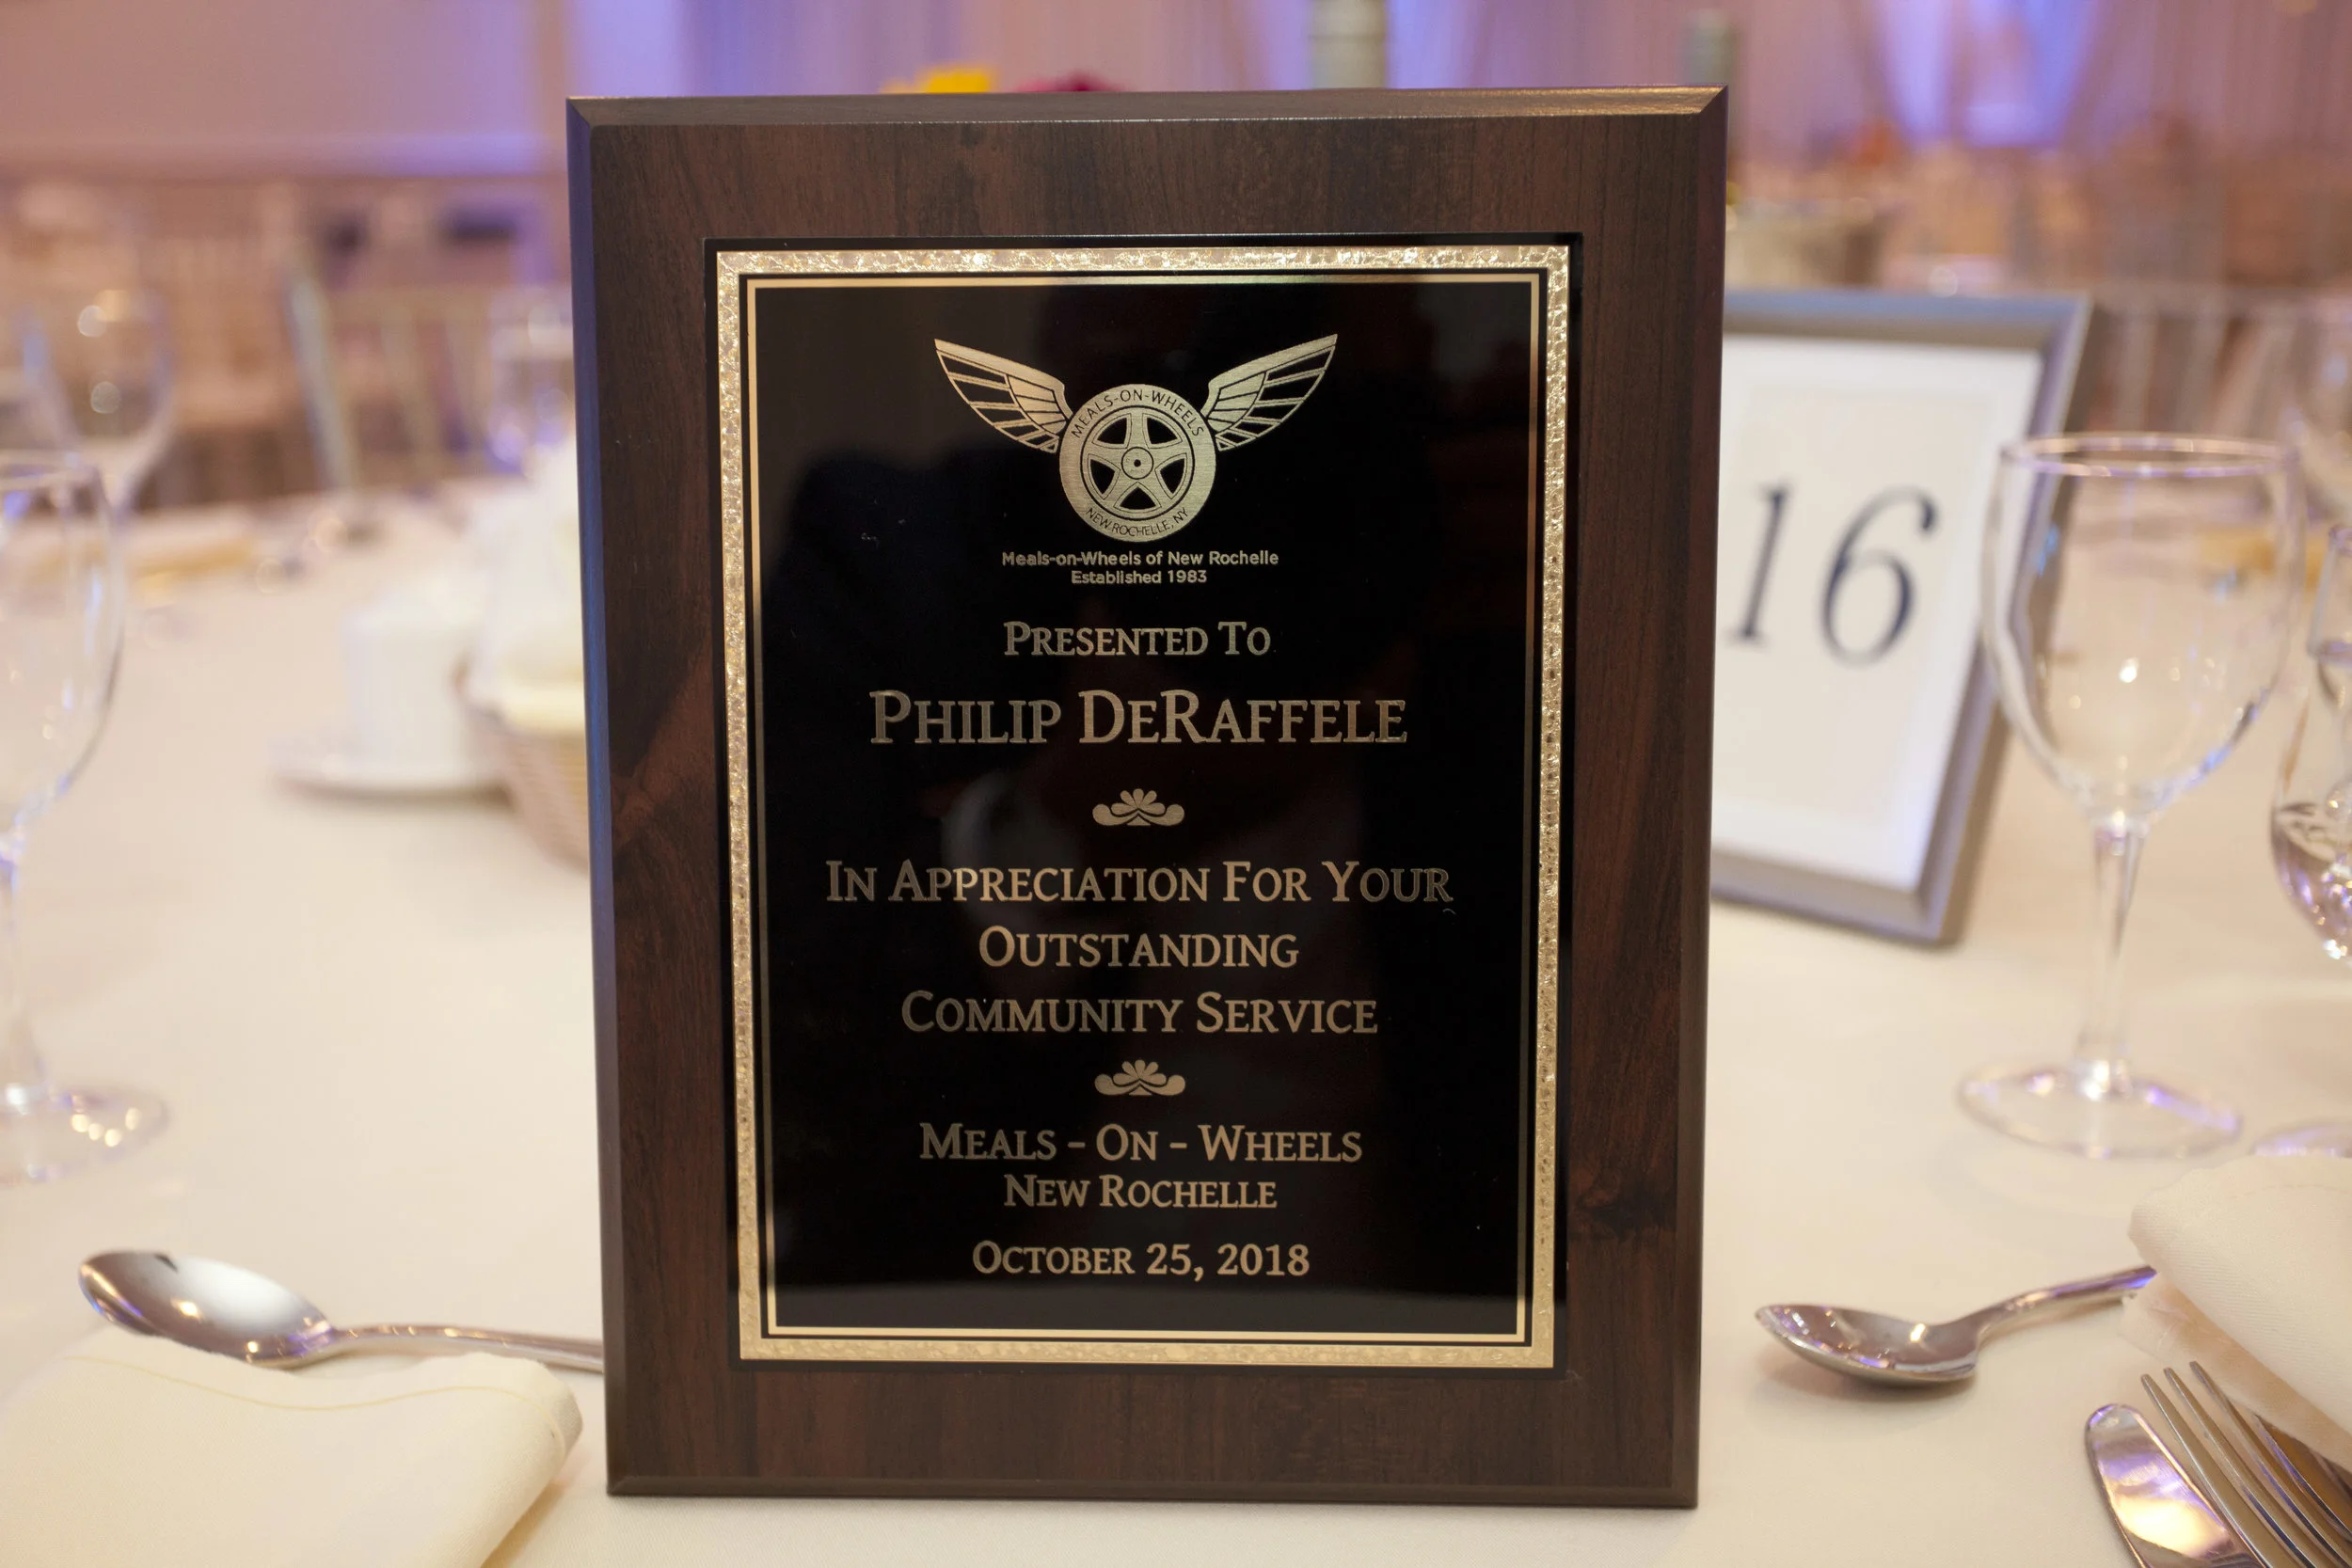 MEALS-ON-WHEELS
NEW ROCHELLE, NY
Meals-on-Wheels of New Rochelle
Established 1983
PRESENTED TO
PHILIP DERAFFELE
IN APPRECIATION FOR YOUR
OUTSTANDING
COMMUNITY SERVICE
MEALS - ON - WHEELS
NEW ROCHELLE
OCTOBER 25, 2018
16